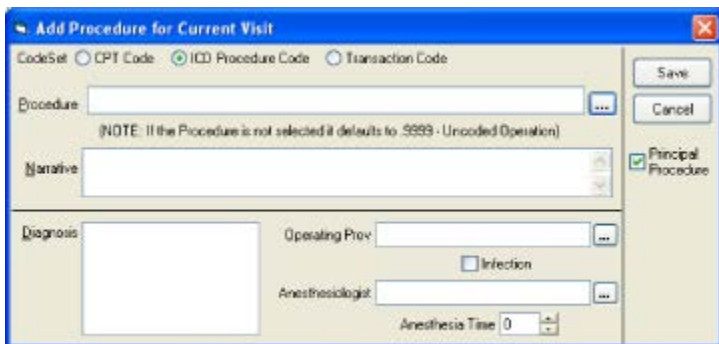 Add Procedure for Current Visit
CodeSet CPT Code ICD Procedure Code Transaction Code
Save
Procedure ...
Cancel
(NOTE: If the Procedure is not selected it defaults to .9999 - Uncoded Operation)
Principal
Procedure
Narrative
Diagnosis Operating Prov ...
Infection
Anesthesiologist ...
Anesthesia Time 0